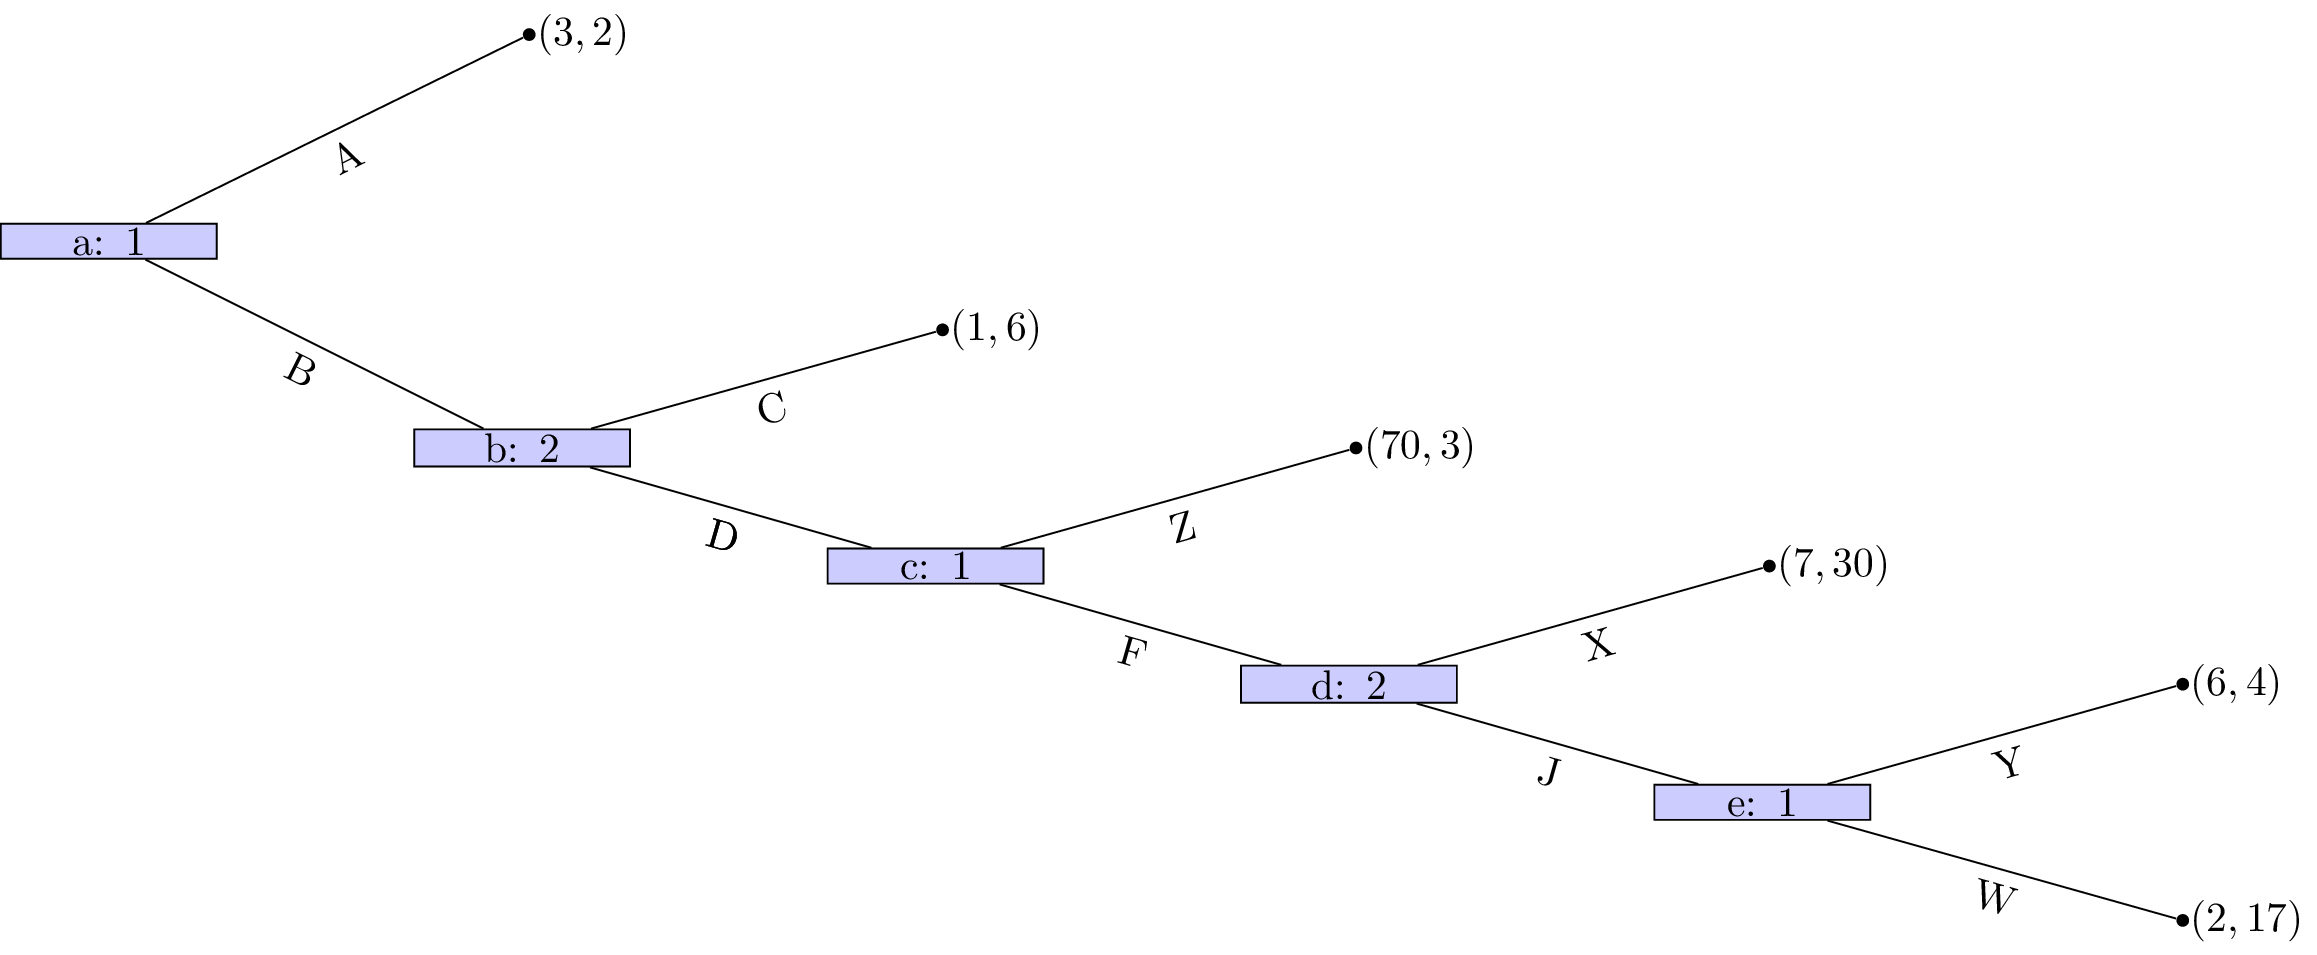 (3, 2)
A
a: 1
B
(1, 6)
C
b: 2
D
(70, 3)
Z
c: 1
F
(7, 30)
X
d: 2
J
(6, 4)
Y
e: 1
W
(2, 17)